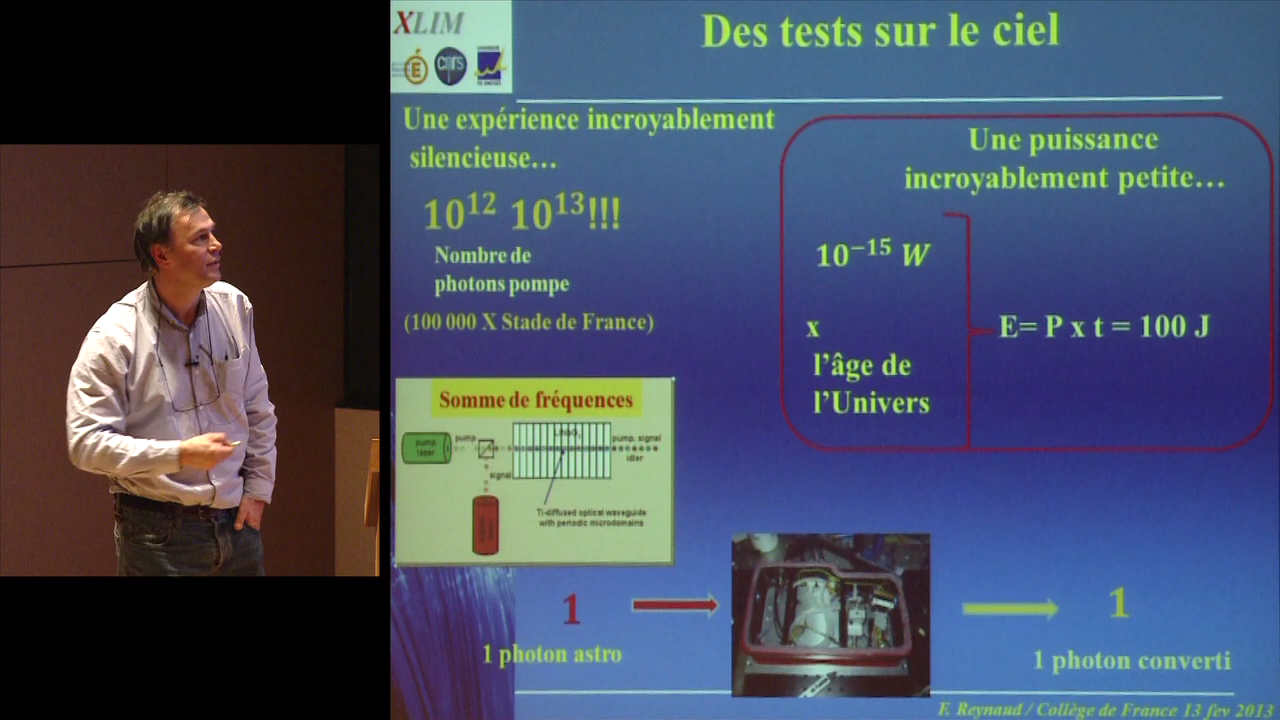 XLIM
Des tests sur le ciel
É
cnrs
Une expérience incroyablement
silencieuse…
10¹² 10¹³!!!
Nombre de
photons pompe
(100 000 X Stade de France)
Une puissance
incroyablement petite…
10⁻¹⁵ W
x
l'âge de
l'Univers
E= P x t = 100 J
Somme de fréquences
pump
laser
pump
signal
pump, signal
idler
Ti-diffused optical waveguide
with periodic microdomains
1
1 photon astro
1
1 photon converti
F. Reynaud / Collège de France 13 fev 2013